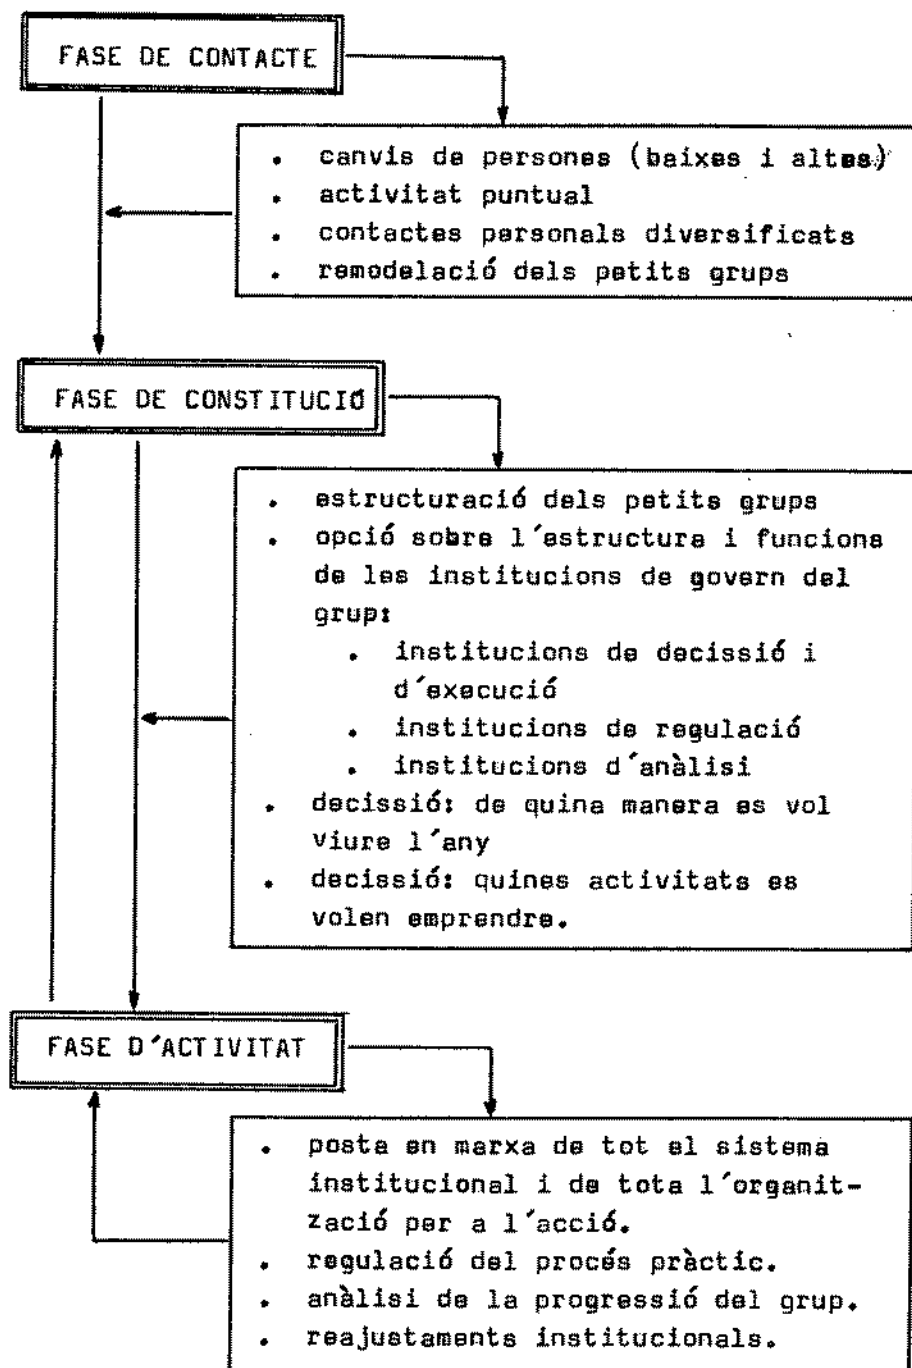 FASE DE CONTACTE
. canvis de persones (baixes i altes)
. activitat puntual
. contactes personals diversificats
. remodelació dels petits grups
FASE DE CONSTITUCIÓ
. estructuració dels petits grups
. opció sobre l´estructura i funcions
de les institucions de govern del
grup:
. institucions de decissió i
d´execució
. institucions de regulació
. institucions d´anàlisi
. decissió: de quina manera es vol
viure l´any
. decissió: quines activitats es
volen emprendre.
FASE D´ACTIVITAT
. posta en marxa de tot el sistema
institucional i de tota l´organit-
zació per a l´acció.
. regulació del procés pràctic.
. anàlisi de la progressió del grup.
. reajustaments institucionals.